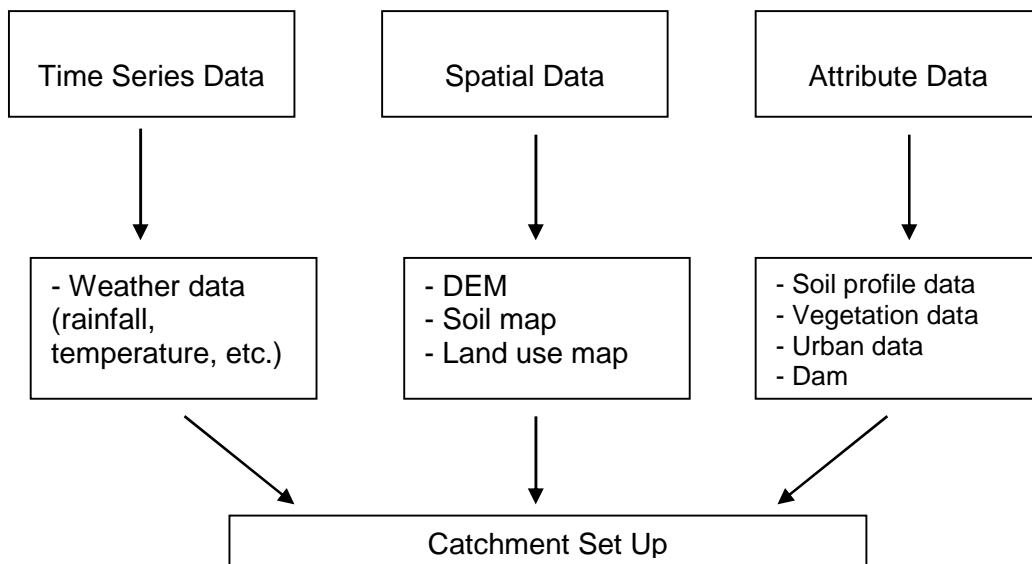 Time Series Data
Spatial Data
Attribute Data
- Weather data
(rainfall,
temperature, etc.)
- DEM
- Soil map
- Land use map
- Soil profile data
- Vegetation data
- Urban data
- Dam
Catchment Set Up